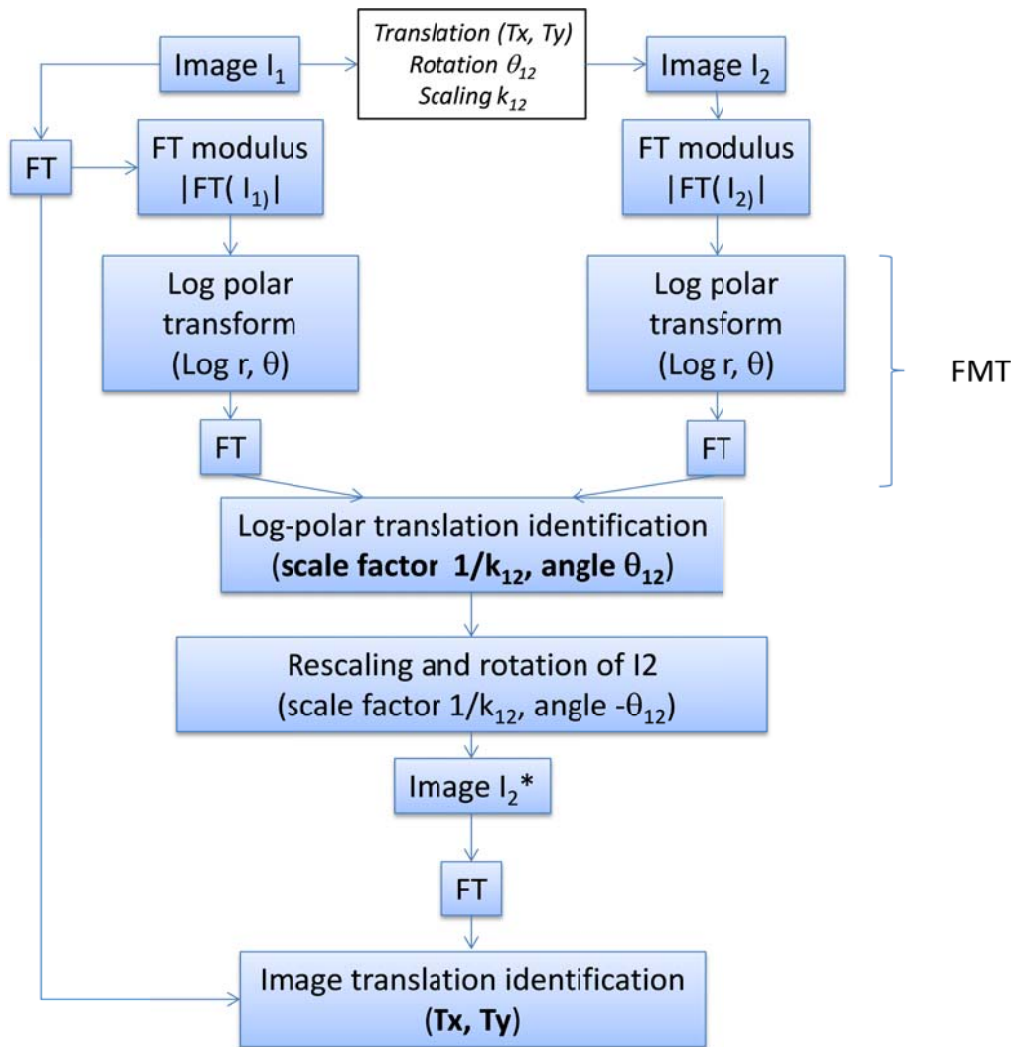 Image I₁
Translation (Tx, Ty)
Rotation θ₁₂
Scaling k₁₂
Image I₂
FT
FT modulus
|FT( I₁₎|
FT modulus
|FT( I₂₎|
Log polar
transform
(Log r, θ)
Log polar
transform
(Log r, θ)
FMT
FT
FT
Log-polar translation identification
(scale factor 1/k₁₂, angle θ₁₂)
Rescaling and rotation of I2
(scale factor 1/k₁₂, angle -θ₁₂)
Image I₂*
FT
Image translation identification
(Tx, Ty)